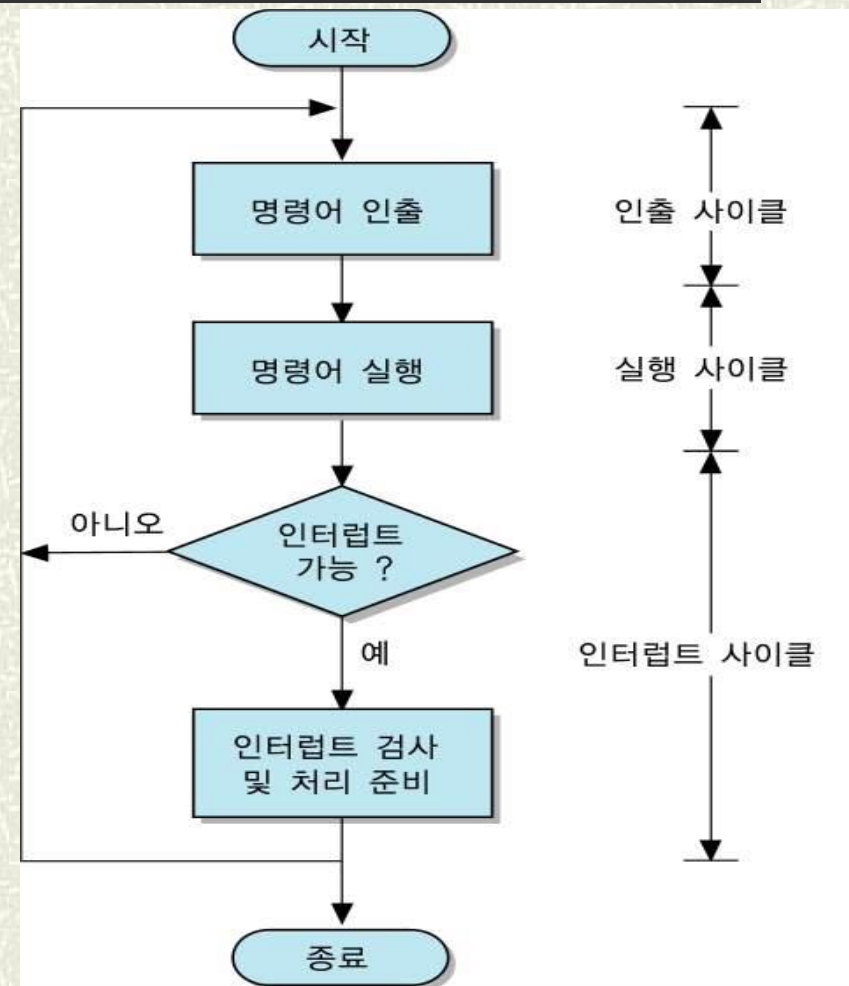 시작
명령어 인출
인출 사이클
명령어 실행
실행 사이클
아니오
인터럽트
가능 ?
예
인터럽트 사이클
인터럽트 검사
및 처리 준비
종료